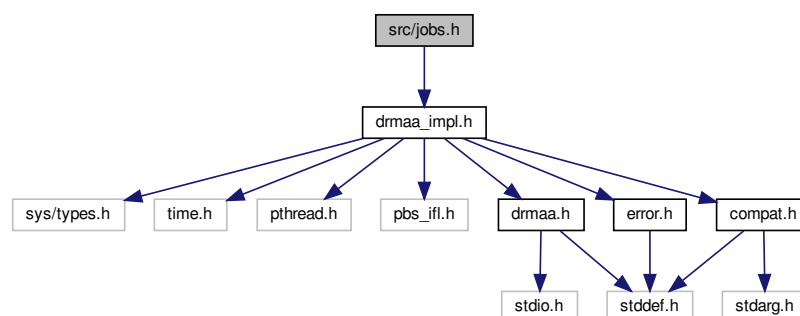 src/jobs.h
drmaa_impl.h
sys/types.h
time.h
pthread.h
pbs_ifl.h
drmaa.h
error.h
compat.h
stdio.h
stddef.h
stdarg.h